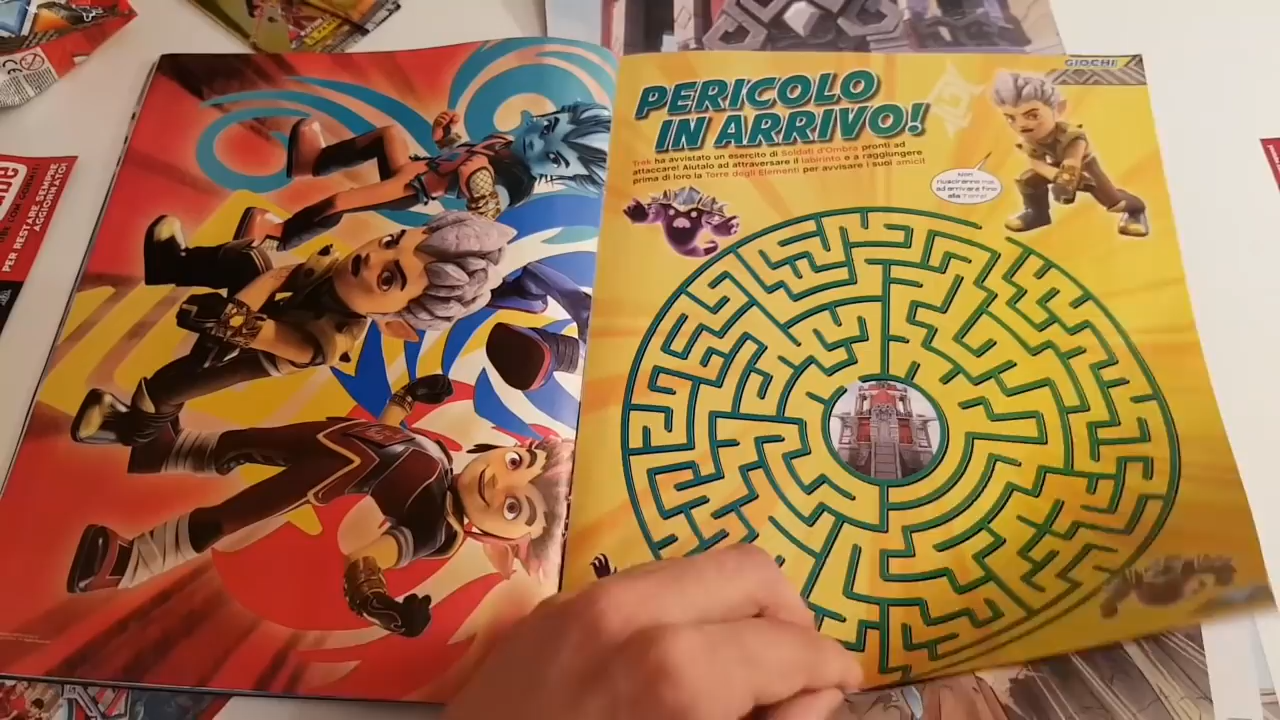 GIOCHI
PERICOLO
IN ARRIVO!
Trek ha avvistato un esercito di Soldati d'Ombra pronti ad
attaccare! Aiutalo ad attraversare il labirinto e a raggiungere
prima di loro la Torre degli Elementi per avvisare i suoi amici!
Non
riusciranno mai
ad arrivare fino
alla Torre!
PER RESTARE SEMPRE
AGGIORNATO!